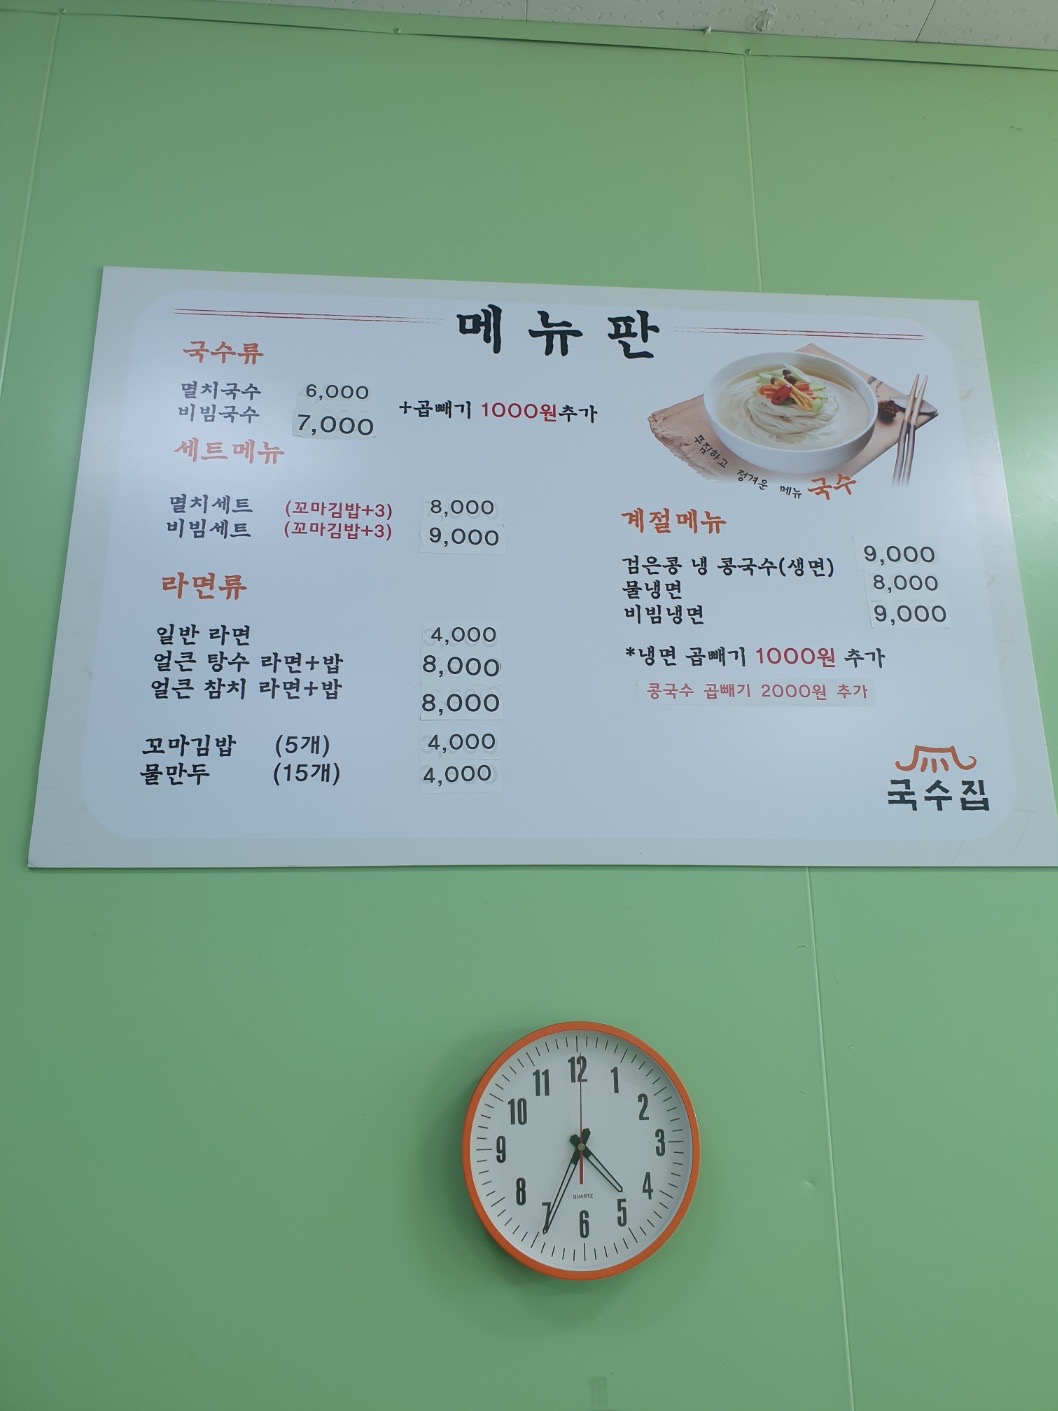 메뉴판
국수류
멸치국수 6,000
비빔국수 7,000
+곱빼기 1000원추가
세트메뉴
멸치세트 (꼬마김밥+3) 8,000
비빔세트 (꼬마김밥+3) 9,000
라면류
일반 라면 4,000
얼큰 탕수 라면+밥 8,000
얼큰 참치 라면+밥 8,000
꼬마김밥 (5개) 4,000
물만두 (15개) 4,000
푸짐하고 정겨운 메뉴 국수
계절메뉴
검은콩 냉 콩국수(생면) 9,000
물냉면 8,000
비빔냉면 9,000
*냉면 곱빼기 1000원 추가
콩국수 곱빼기 2000원 추가
국수집
12
1
2
3
4
5
6
7
8
9
10
11
QUARTZ